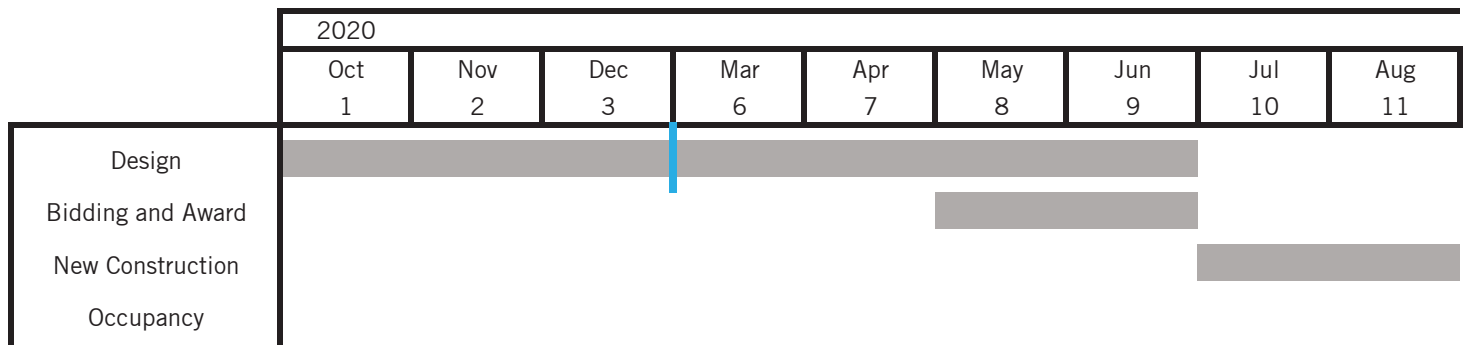 2020
Oct Nov Dec Mar Apr May Jun Jul Aug
1 2 3 6 7 8 9 10 11
Design
Bidding and Award
New Construction
Occupancy